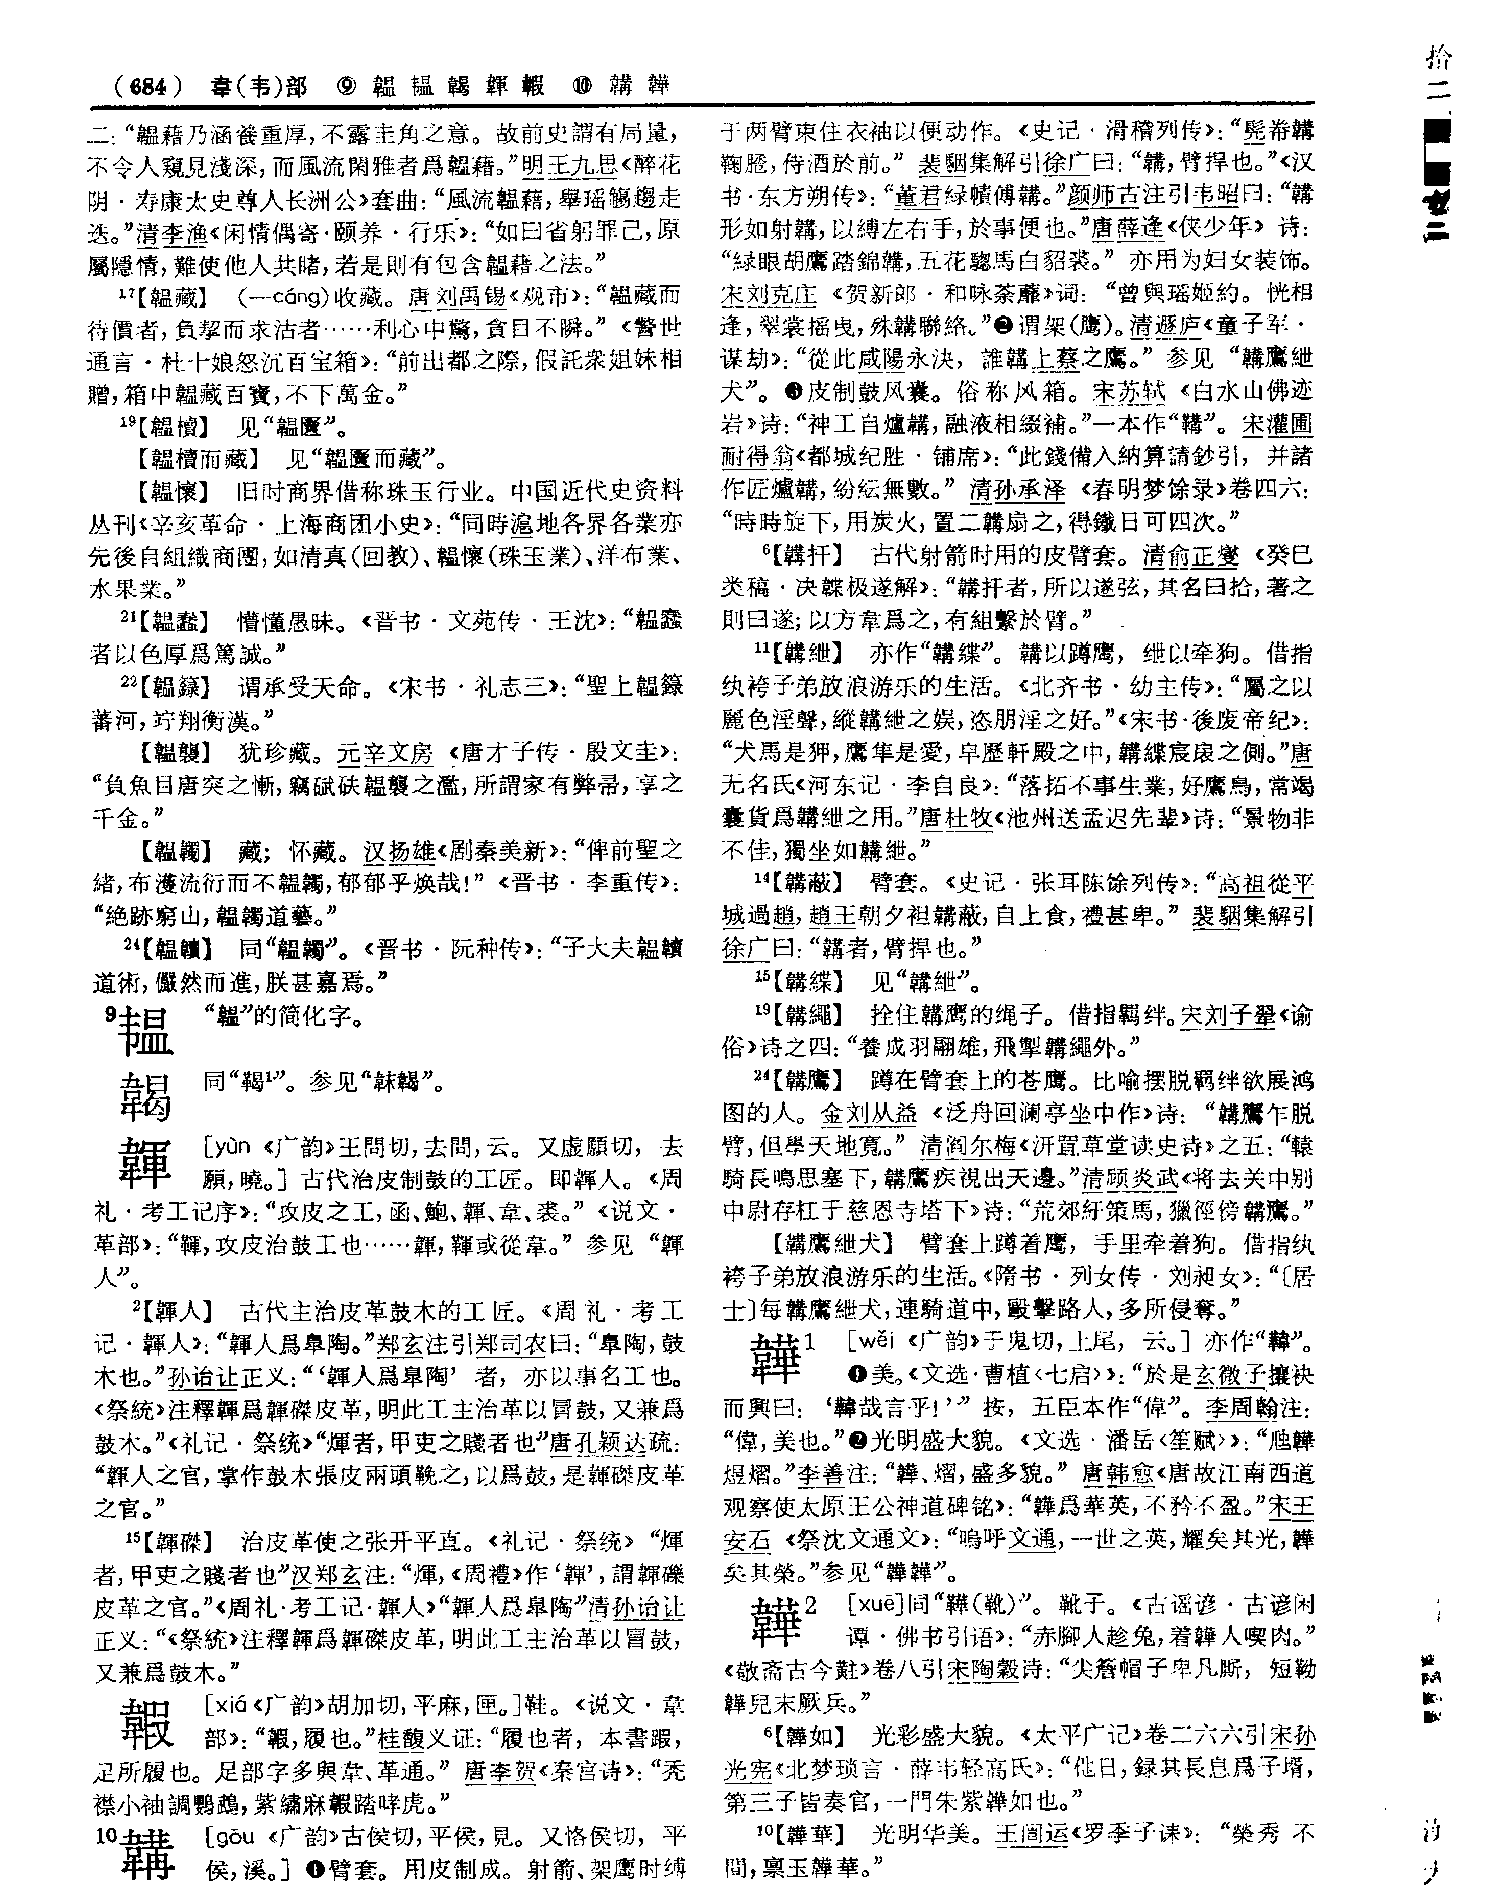 (684) 韋(韦)部 ⑨ 韞 韫 韥 韗 韖 ⑩ 韝 韡
二:“韞藉乃涵養重厚,不露圭角之意。故前史謂有局量,
不令人窺見淺深,而風流閑雅者爲韞藉。”明王九思《醉花
阴·寿康太史尊人长洲公》套曲:“風流韞藉,舉瑶觴趨走
迭。”清李漁《闲情偶寄·颐养·行乐》:“如曰省躬罪己,原
屬隱情,難使他人共睹,若是則有包含韞藉之法。”
17【韞藏】 (—cáng)收藏。唐刘禹锡《观市》:“韞藏而
待價者,負挈而求沽者……利心中驚,貪目不瞬。”《警世
通言·杜十娘怒沉百宝箱》:“前出都之際,假託衆姐妹相
贈,箱中韞藏百寶,不下萬金。”
19【韞櫝】 见“韞匵”。
【韞櫝而藏】 见“韞匵而藏”。
【韞懷】 旧时商界借称珠玉行业。中国近代史资料
丛刊《辛亥革命·上海商团小史》:“同時滬地各界各業亦
先後自組織商團,如清真(回教)、韞懷(珠玉業)、洋布業、
水果業。”
21【韞蠢】 懵懂愚昧。《晋书·文苑传·王沈》:“韞蠢
者以色厚爲篤誠。”
22【韞籙】 谓承受天命。《宋书·礼志三》:“聖上韞籙
蕃河,竚翔衡漢。”
【韞襲】 犹珍藏。元辛文房《唐才子传·殷文圭》:
“負魚目唐突之慚,竊碔砆韞襲之濫,所謂家有弊帚,享之
千金。”
【韞韣】 藏;怀藏。汉扬雄《剧秦美新》:“俾前聖之
緒,布濩流衍而不韞韣,郁郁乎焕哉!”《晋书·李重传》:
“絶跡窮山,韞韣道藝。”
24【韞韥】 同“韞韣”。《晋书·阮种传》:“子大夫韞韥
道術,儼然而進,朕甚嘉焉。”
9韫 “韞”的简化字。
同“鞨1”。参见“韎鞨”。
韗 [yùn《广韵》王問切,去問,云。又虚願切,去
願,曉。]古代治皮制鼓的工匠。即韗人。《周
礼·考工记序》:“攻皮之工,函、鮑、韗、韋、裘。”《说文·
革部》:“鞸,攻皮治鼓工也……韗,鞸或從韋。”参见“韗
人”。
2【韗人】 古代主治皮革鼓木的工匠。《周礼·考工
记·韗人》:“韗人爲皋陶。”郑玄注引郑司农曰:“皋陶,鼓
木也。”孙诒让正义:“‘韗人爲皋陶’者,亦以事名工也。
《祭統》注釋韗爲韗磔皮革,明此工主治革以冒鼓,又兼爲
鼓木。”《礼记·祭统》“煇者,甲吏之賤者也”唐孔颖达疏:
“韗人之官,掌作鼓木張皮兩頭鞔之,以爲鼓,是韗磔皮革
之官。”
15【韗磔】 治皮革使之张开平直。《礼记·祭统》“煇
者,甲吏之賤者也”汉郑玄注:“煇,《周禮》作‘韗’,謂韗磔
皮革之官。”《周礼·考工记·韗人》“韗人爲皋陶”清孙诒让
正义:“《祭統》注釋韗爲韗磔皮革,明此工主治革以冒鼓,
又兼爲鼓木。”
[xiá《广韵》胡加切,平麻,匣。]鞋。《说文·韋
部》:“䪗,履也。”桂馥义证:“履也者,本書跟,
足所履也。足部字多與韋、革通。”唐李贺《秦宫诗》:“秃
襟小袖調鸚鵡,紫繡麻䪗踏哮虎。”
10韝 [gōu《广韵》古侯切,平侯,見。又恪侯切,平
侯,溪。]❶臂套。用皮制成。射箭、架鹰时缚
于两臂束住衣袖以便动作。《史记·滑稽列传》:“髡帣韝
鞠䠆,侍酒於前。”裴駰集解引徐广曰:“韝,臂捍也。”《汉
书·东方朔传》:“董君緑幘傅韝。”颜师古注引韦昭曰:“韝
形如射韝,以縛左右手,於事便也。”唐薛逢《侠少年》诗:
“緑眼胡鷹踏錦韝,五花驄馬白貂裘。”亦用为妇女装饰。
宋刘克庄《贺新郎·和咏荼蘼》词:“曾與瑶姬約。恍相
逢,翠裳摇曳,殊韝聯絡。”❷谓架(鹰)。清遯庐《童子军·
谋劫》:“從此咸陽永決,誰韝上蔡之鷹。”参见“韝鷹紲
犬”。❸皮制鼓风囊。俗称风箱。宋苏轼《白水山佛迹
岩》诗:“神工自爐韝,融液相綴補。”一本作“鞲”。宋灌圃
耐得翁《都城纪胜·铺席》:“此錢備入納算請鈔引,并諸
作匠爐韝,紛紜無數。”清孙承泽《春明梦馀录》卷四六:
“時時旋下,用炭火,置二韝扇之,得鐵日可四次。”
6【韝扞】 古代射箭时用的皮臂套。清俞正燮《癸巳
类稿·决韘极遂解》:“韝扞者,所以遂弦,其名曰拾,著之
則曰遂;以方韋爲之,有組繫於臂。”
11【韝紲】 亦作“韝緤”。韝以蹲鹰,紲以牵狗。借指
纨袴子弟放浪游乐的生活。《北齐书·幼主传》:“屬之以
麗色淫聲,縱韝紲之娱,恣朋淫之好。”《宋书·後废帝纪》:
“犬馬是狎,鷹隼是愛,皁歷軒殿之中,韝緤宸扆之側。”唐
无名氏《河东记·李自良》:“落拓不事生業,好鷹鳥,常竭
囊貨爲韝紲之用。”唐杜牧《池州送孟迟先辈》诗:“景物非
不佳,獨坐如韝紲。”
14【韝蔽】 臂套。《史记·张耳陈馀列传》:“高祖從平
城過趙,趙王朝夕袒韝蔽,自上食,禮甚卑。”裴駰集解引
徐广曰:“韝者,臂捍也。”
15【韝緤】 见“韝紲”。
19【韝繩】 拴住韝鹰的绳子。借指羁绊。宋刘子翬《谕
俗》诗之四:“養成羽翮雄,飛掣韝繩外。”
24【韝鷹】 蹲在臂套上的苍鹰。比喻摆脱羁绊欲展鸿
图的人。金刘从益《泛舟回澜亭坐中作》诗:“韝鷹乍脱
臂,但學天地寬。”清阎尔梅《汧罝草堂读史诗》之五:“轅
騎長鳴思塞下,韝鷹疾視出天邊。”清顾炎武《将去关中别
中尉存杠于慈恩寺塔下》诗:“荒郊紆策馬,獵徑傍韝鷹。”
【韝鷹紲犬】 臂套上蹲着鹰,手里牵着狗。借指纨
袴子弟放浪游乐的生活。《隋书·列女传·刘昶女》:“〔居
士〕每韝鷹紲犬,連騎道中,毆擊路人,多所侵奪。”
韡1 [wěi《广韵》于鬼切,上尾,云。]亦作“韡”。
❶美。《文选·曹植〈七启〉》:“於是玄微子攘袂
而興曰:‘韡哉言乎!’”按,五臣本作“偉”。李周翰注:
“偉,美也。”❷光明盛大貌。《文选·潘岳〈笙赋〉》:“虺韡
煜熠。”李善注:“韡、熠,盛多貌。”唐韩愈《唐故江南西道
观察使太原王公神道碑铭》:“韡爲華英,不矜不盈。”宋王
安石《祭沈文通文》:“嗚呼文通,一世之英,耀矣其光,韡
矣其榮。”参见“韡韡”。
韡2 [xuē]同“鞾(靴)”。靴子。《古谣谚·古谚闲
谭·佛书引语》:“赤腳人趁兔,着韡人喫肉。”
《敬斋古今黈》卷八引宋陶穀诗:“尖簷帽子卑凡廝,短勒
韡兒末厥兵。”
6【韡如】 光彩盛大貌。《太平广记》卷二六六引宋孙
光宪《北梦琐言·薛韦轻高氏》:“他日,録其長息爲子壻,
第三子皆奏官,一門朱紫韡如也。”
10【韡華】 光明华美。王闿运《罗季子诔》:“榮秀不
間,禀玉韡華。”
拾
二